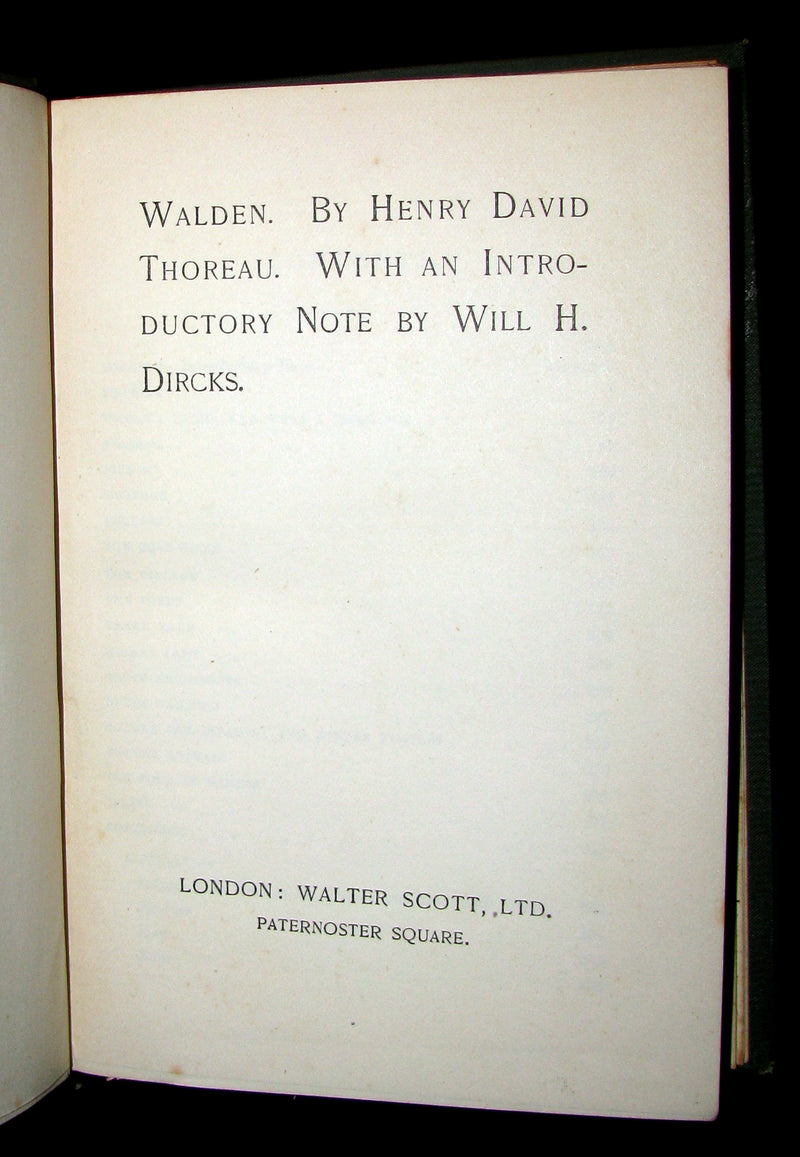 WALDEN. BY HENRY DAVID
THOREAU. WITH AN INTRO-
DUCTORY NOTE BY WILL H.
DIRCKS.
LONDON: WALTER SCOTT, LTD.
PATERNOSTER SQUARE.